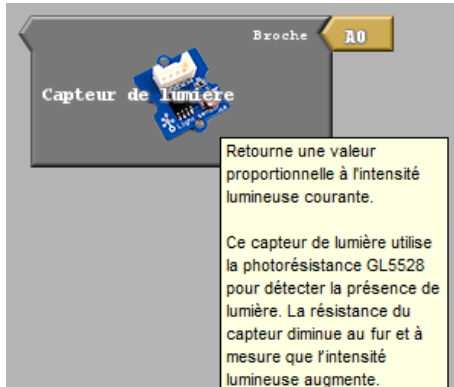 Broche A0
Capteur de lumière
Light sensor
Retourne une valeur
proportionnelle à l'intensité
lumineuse courante.
Ce capteur de lumière utilise
la photorésistance GL5528
pour détecter la présence de
lumière. La résistance du
capteur diminue au fur et à
mesure que l'intensité
lumineuse augmente.